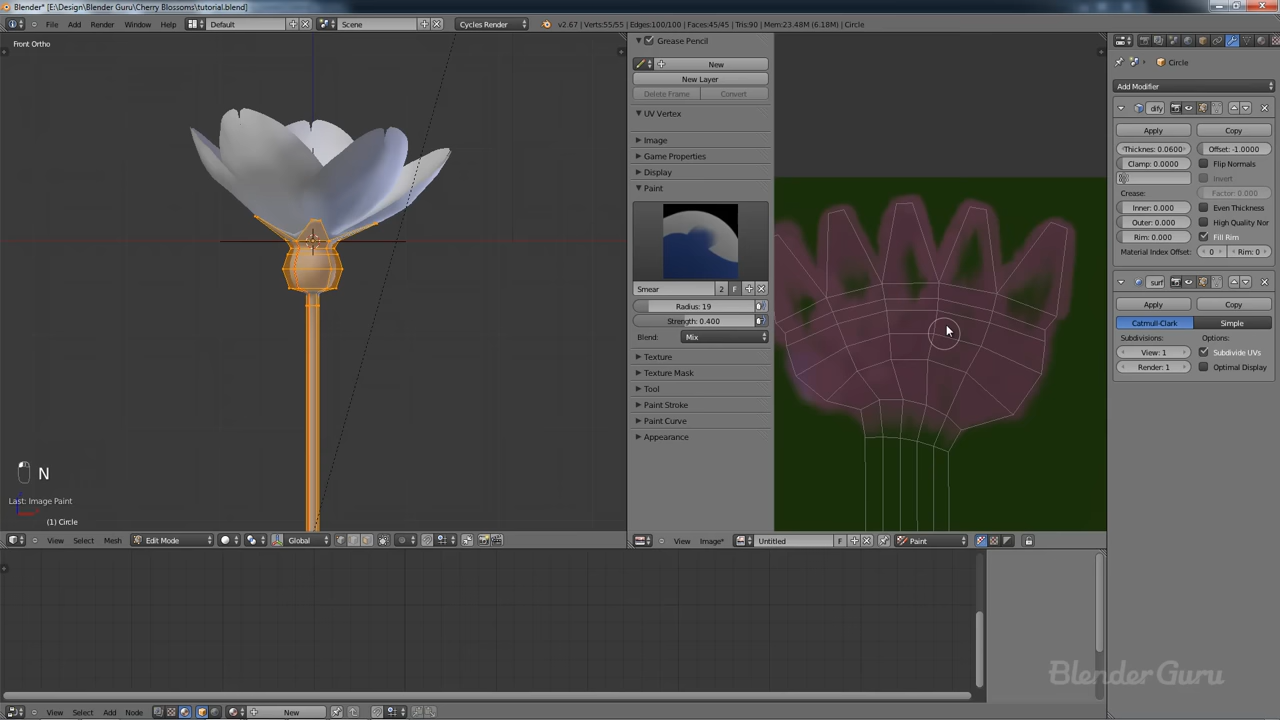 Blender* [E:\Design\Blender Guru\Cherry Blossoms\tutorial.blend]
File Add Render Window Help Default Scene Cycles Render v2.67 | Verts:55/55 | Edges:100/100 | Faces:45/45 | Tris:90 | Mem:23.48M (6.18M) | Circle
Front Ortho
Grease Pencil
New
New Layer
Delete Frame Convert
UV Vertex
Image
Game Properties
Display
Paint
Smear 2 F
Radius: 19
Strength: 0.400
Blend: Mix
Texture
Texture Mask
Tool
Paint Stroke
Paint Curve
Appearance
Circle
Add Modifier
dify
Apply Copy
Thicknes: 0.0600 Offset: -1.0000
Clamp: 0.0000 Flip Normals
Invert
Crease: Factor: 0.000
Inner: 0.000 Even Thickness
Outer: 0.000 High Quality Nor
Rim: 0.000 Fill Rim
Material Index Offset: 0 Rim: 0
surf
Apply Copy
Catmull-Clark Simple
Subdivisions: Options:
View: 1 Subdivide UVs
Render: 1 Optimal Display
N
Last: Image Paint
(1) Circle
View Select Mesh Edit Mode Global
View Image* Untitled F Paint
BlenderGuru
View Select Add Node New